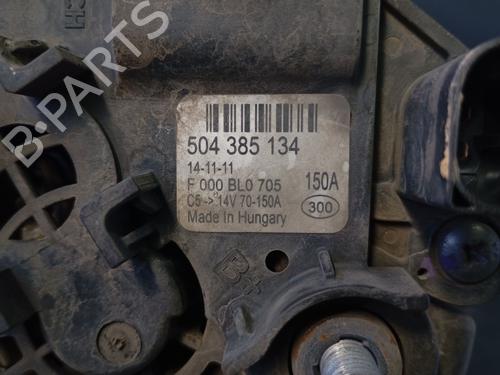 B-PARTS
504 385 134
14-11-11
F 000 BL0 705 150A
C5-> 14V 70-150A 300
Made In Hungary
B+